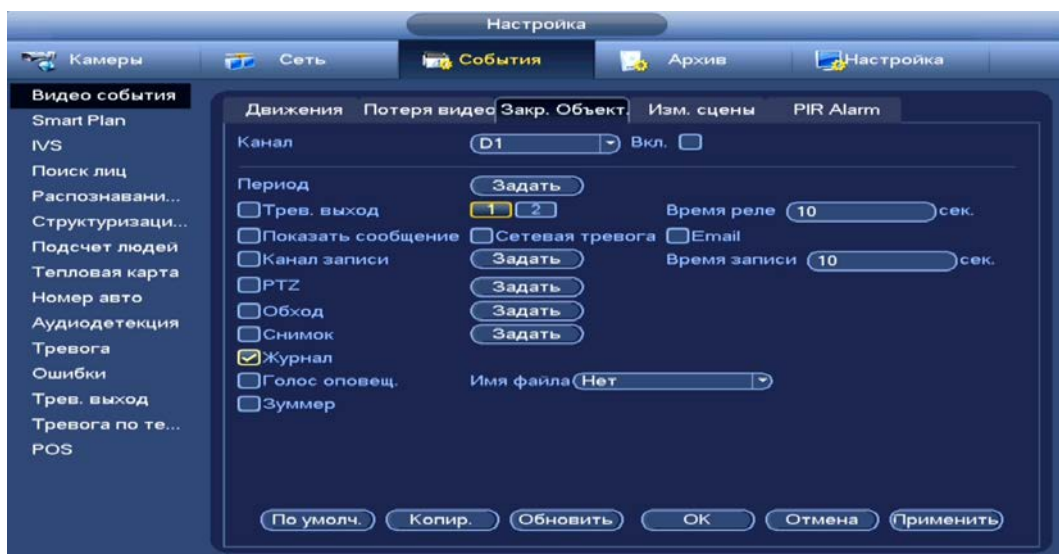 Настройка
Камеры Сеть События Архив Настройка
Видео события
Smart Plan
IVS
Поиск лиц
Распознавани...
Структуризаци...
Подсчет людей
Тепловая карта
Номер авто
Аудиодетекция
Тревога
Ошибки
Трев. выход
Тревога по те...
POS
Движения Потеря видео Закр. Объект. Изм. сцены PIR Alarm
Канал D1 Вкл.
Период Задать
Трев. выход 1 2 Время реле 10 сек.
Показать сообщение Сетевая тревога Email
Канал записи Задать Время записи 10 сек.
PTZ Задать
Обход Задать
Снимок Задать
Журнал
Голос оповещ. Имя файла Нет
Зуммер
По умолч. Копир. Обновить OK Отмена Применить